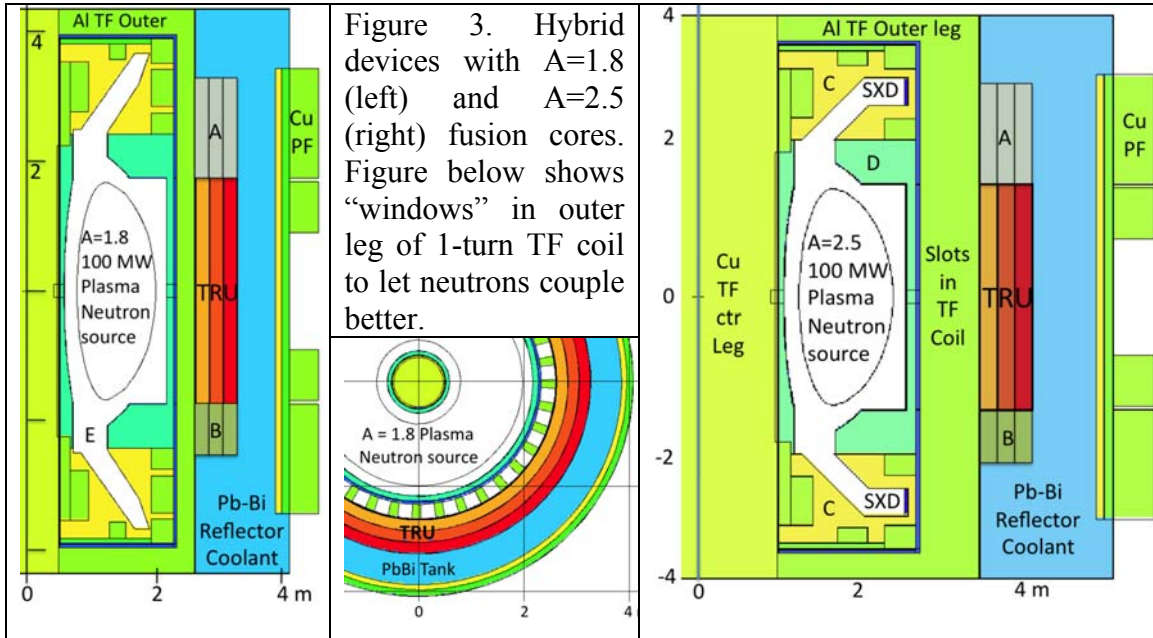 Al TF Outer
4
2
A
Cu
PF
A=1.8
100 MW
Plasma
Neutron
source
TRU
E
B
Pb-Bi
Reflector
Coolant
0
2
4 m
Figure 3. Hybrid
devices with A=1.8
(left) and A=2.5
(right) fusion cores.
Figure below shows
“windows” in outer
leg of 1-turn TF coil
to let neutrons couple
better.
A = 1.8 Plasma
Neutron source
TRU
PbBi Tank
0
2
4 m
4
Al TF Outer leg
C
SXD
2
A
Cu
PF
D
A=2.5
100 MW
Plasma
Neutron
source
Cu
TF
ctr
Leg
Slots
in
TF
Coil
TRU
0
B
-2
SXD
C
Pb-Bi
Reflector
Coolant
-4
0
2
4 m